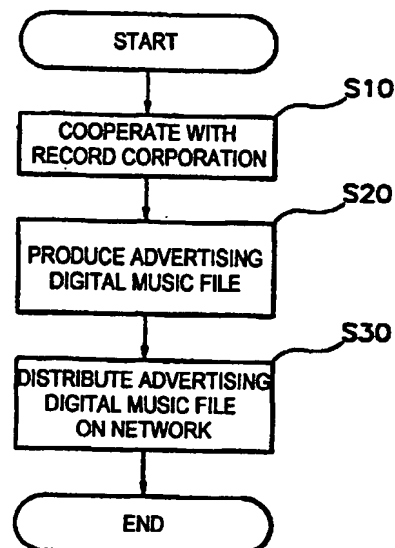 START
S10
COOPERATE WITH
RECORD CORPORATION
S20
PRODUCE ADVERTISING
DIGITAL MUSIC FILE
S30
DISTRIBUTE ADVERTISING
DIGITAL MUSIC FILE
ON NETWORK
END